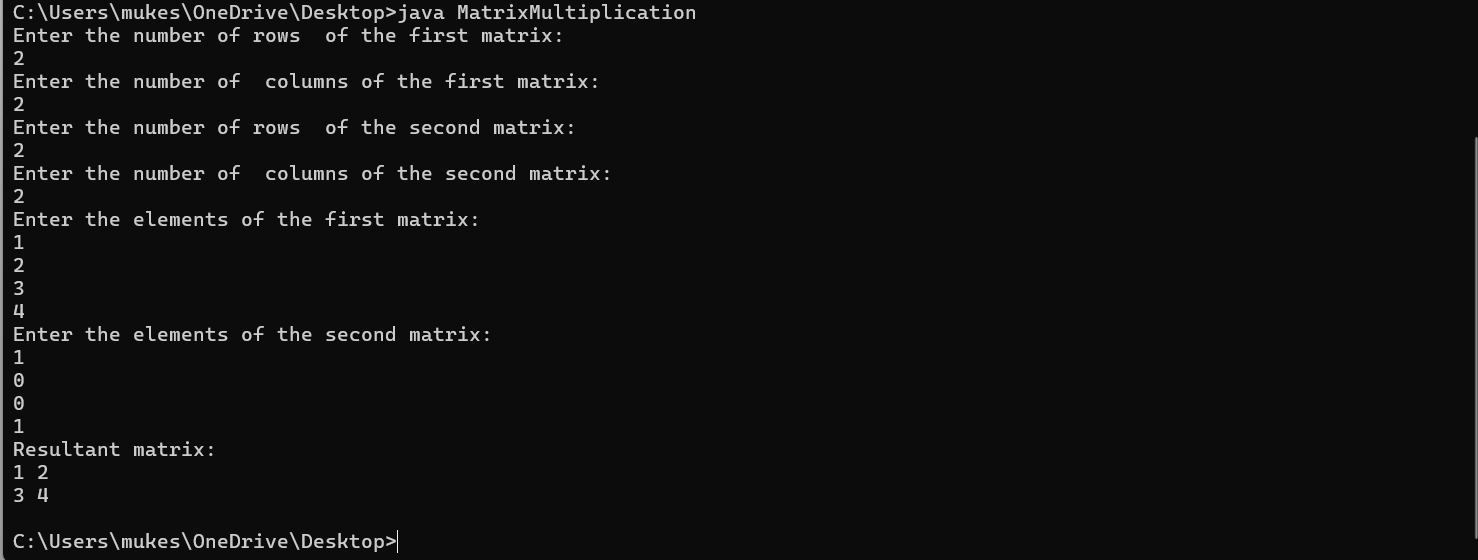 C:\Users\mukes\OneDrive\Desktop>java MatrixMultiplication
Enter the number of rows  of the first matrix:
2
Enter the number of  columns of the first matrix:
2
Enter the number of rows  of the second matrix:
2
Enter the number of  columns of the second matrix:
2
Enter the elements of the first matrix:
1
2
3
4
Enter the elements of the second matrix:
1
0
0
1
Resultant matrix:
1 2
3 4
C:\Users\mukes\OneDrive\Desktop>